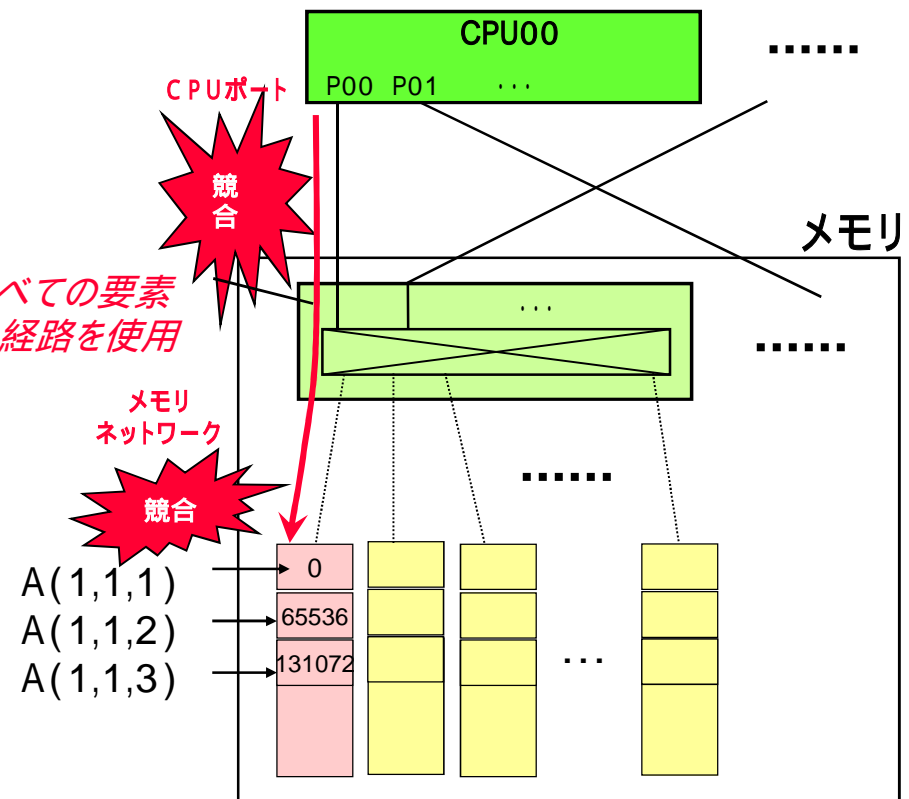 CPU00
……
CPUポート
P00 P01 ...
競
合
メモリ
べての要素
経路を使用
...
……
メモリ
ネットワーク
……
競合
A(1,1,1)
0
A(1,1,2)
65536
A(1,1,3)
131072
...